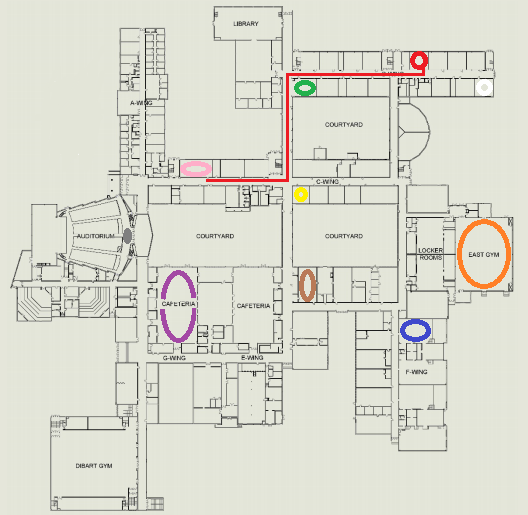 LIBRARY
A-WING
COURTYARD
C-WING
AUDITORIUM
COURTYARD
COURTYARD
LOCKER
ROOMS
EAST GYM
CAFETERIA
CAFETERIA
G-WING
E-WING
F-WING
DIBART GYM